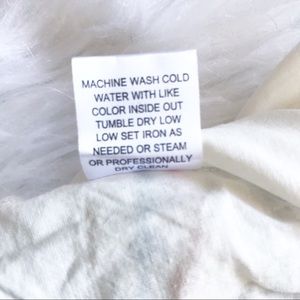 MACHINE WASH COLD
WATER WITH LIKE
COLOR INSIDE OUT
TUMBLE DRY LOW
LOW SET IRON AS
NEEDED OR STEAM
OR PROFESSIONALLY
DRY CLEAN